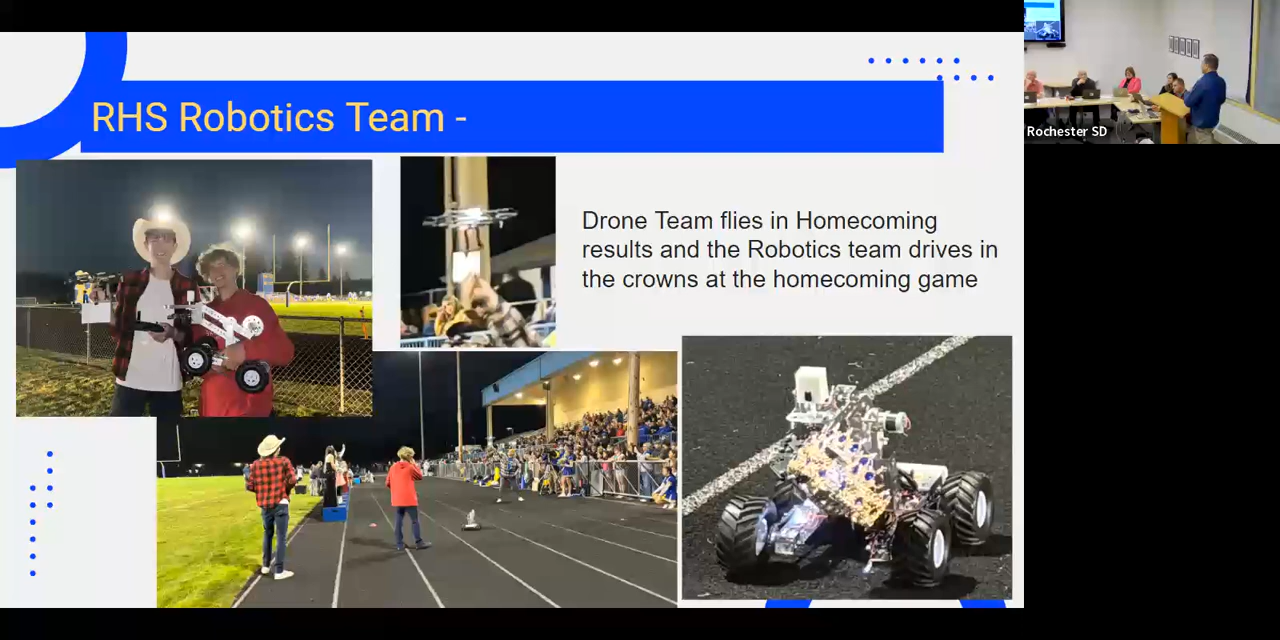 RHS Robotics Team -
Drone Team flies in Homecoming
results and the Robotics team drives in
the crowns at the homecoming game
Rochester SD